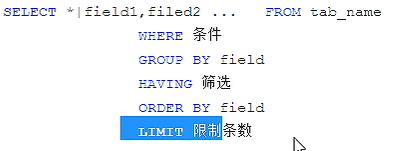 SELECT *|field1,filed2 ... FROM tab_name
WHERE 条件
GROUP BY field
HAVING 筛选
ORDER BY field
LIMIT 限制条数